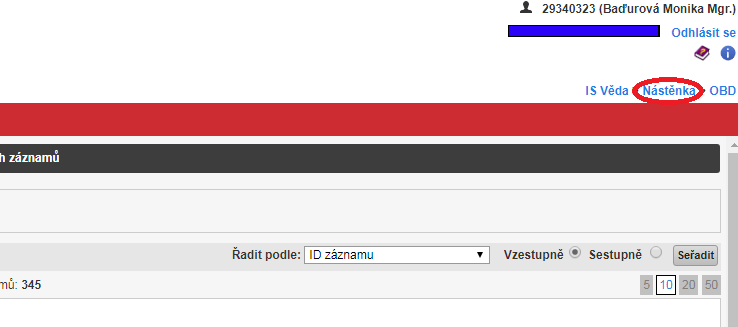 29340323 (Baďurová Monika Mgr.)
Odhlásit se
IS Věda Nástěnka OBD
h záznamů
Řadit podle: ID záznamu Vzestupně Sestupně Seřadit
mů: 345 5 10 20 50